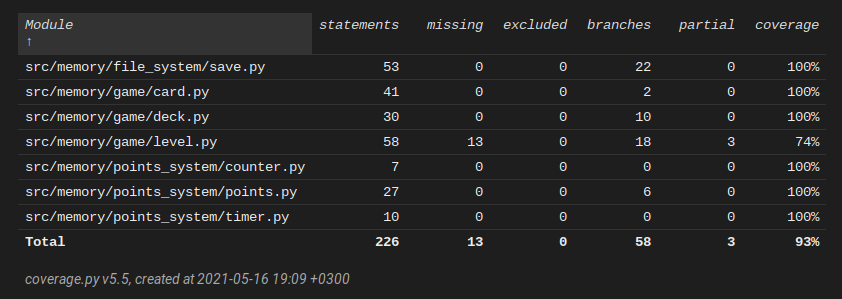 Module statements missing excluded branches partial coverage
↑
src/memory/file_system/save.py 53 0 0 22 0 100%
src/memory/game/card.py 41 0 0 2 0 100%
src/memory/game/deck.py 30 0 0 10 0 100%
src/memory/game/level.py 58 13 0 18 3 74%
src/memory/points_system/counter.py 7 0 0 0 0 100%
src/memory/points_system/points.py 27 0 0 6 0 100%
src/memory/points_system/timer.py 10 0 0 0 0 100%
Total 226 13 0 58 3 93%
coverage.py v5.5, created at 2021-05-16 19:09 +0300